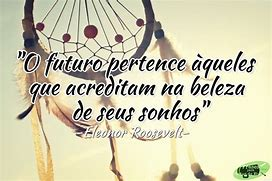 "O futuro pertence àqueles
que acreditam na beleza
de seus sonhos"
-Eleonor Roosevelt-